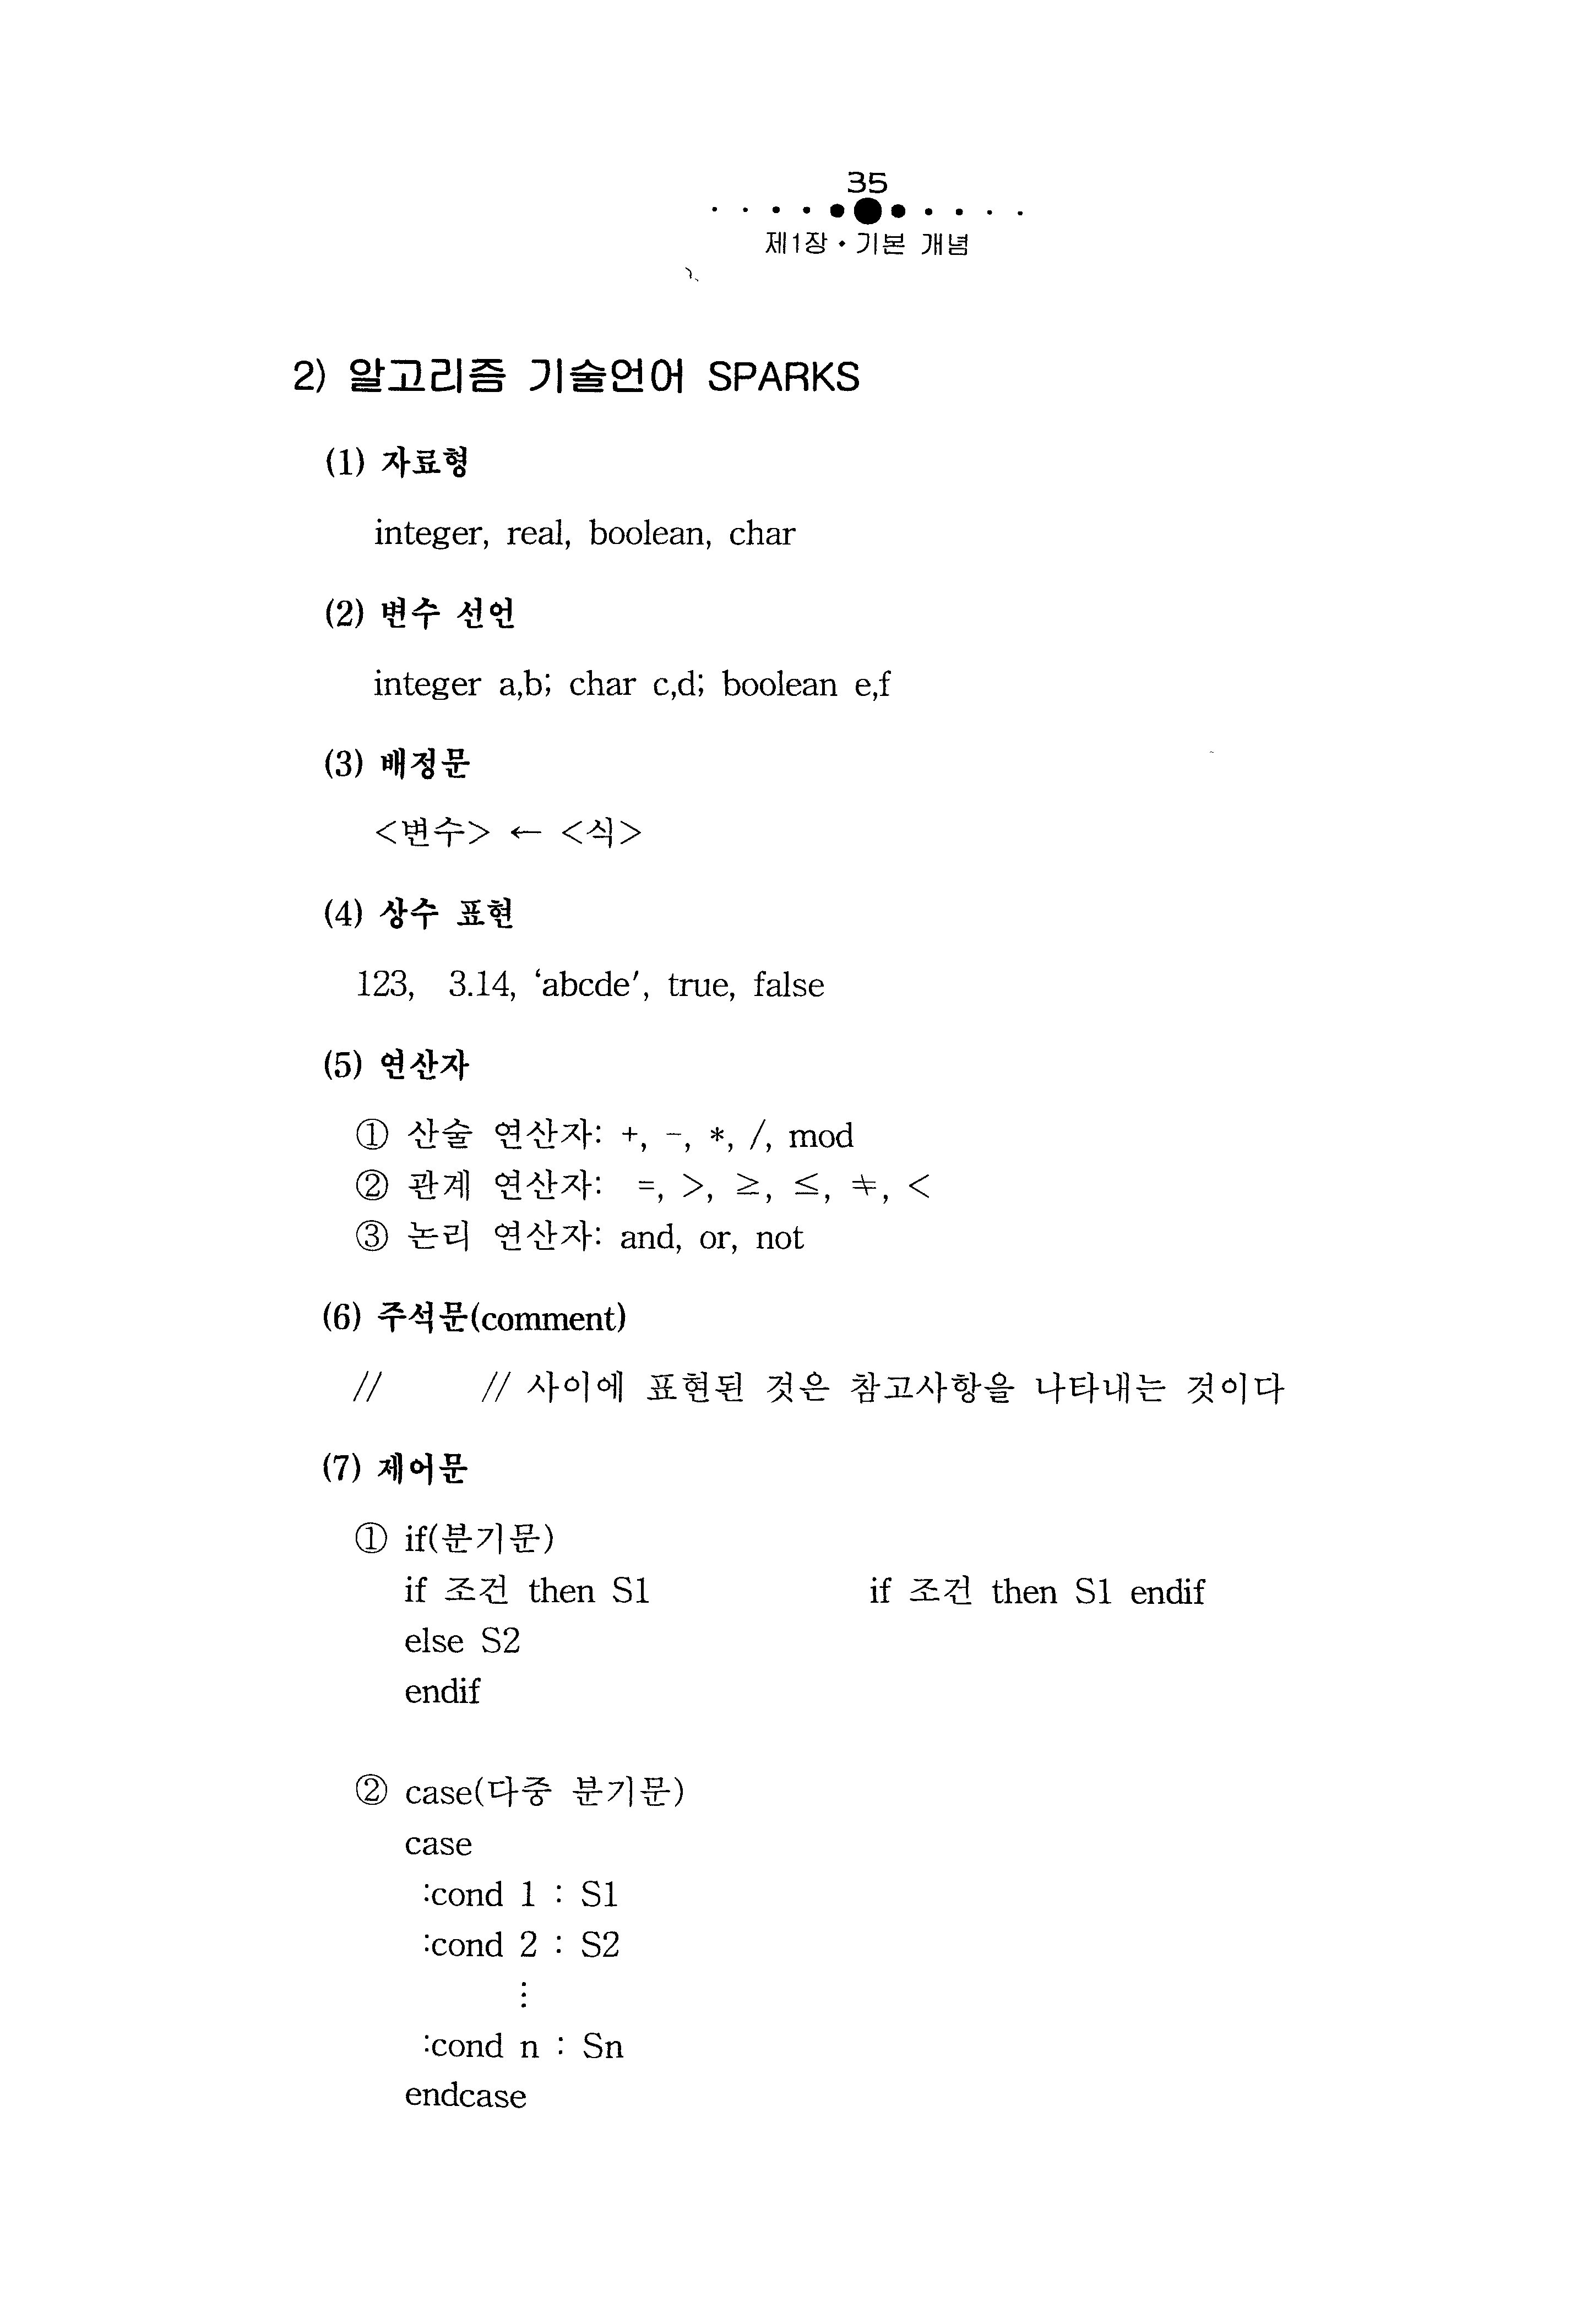 35
제1장 • 기본 개념
2) 알고리즘 기술언어 SPARKS
(1) 자료형
integer, real, boolean, char
(2) 변수 선언
integer a,b; char c,d; boolean e,f
(3) 배정문
<변수> ← <식>
(4) 상수 표현
123, 3.14, ‘abcde′, true, false
(5) 연산자
① 산술 연산자: +, -, *, /, mod
② 관계 연산자: =, >, ≥, ≤, ≠, <
③ 논리 연산자: and, or, not
(6) 주석문(comment)
// // 사이에 표현된 것은 참고사항을 나타내는 것이다
(7) 제어문
① if(분기문)
if 조건 then S1 if 조건 then S1 endif
else S2
endif
② case(다중 분기문)
case
:cond 1 : S1
:cond 2 : S2
⋮
:cond n : Sn
endcase